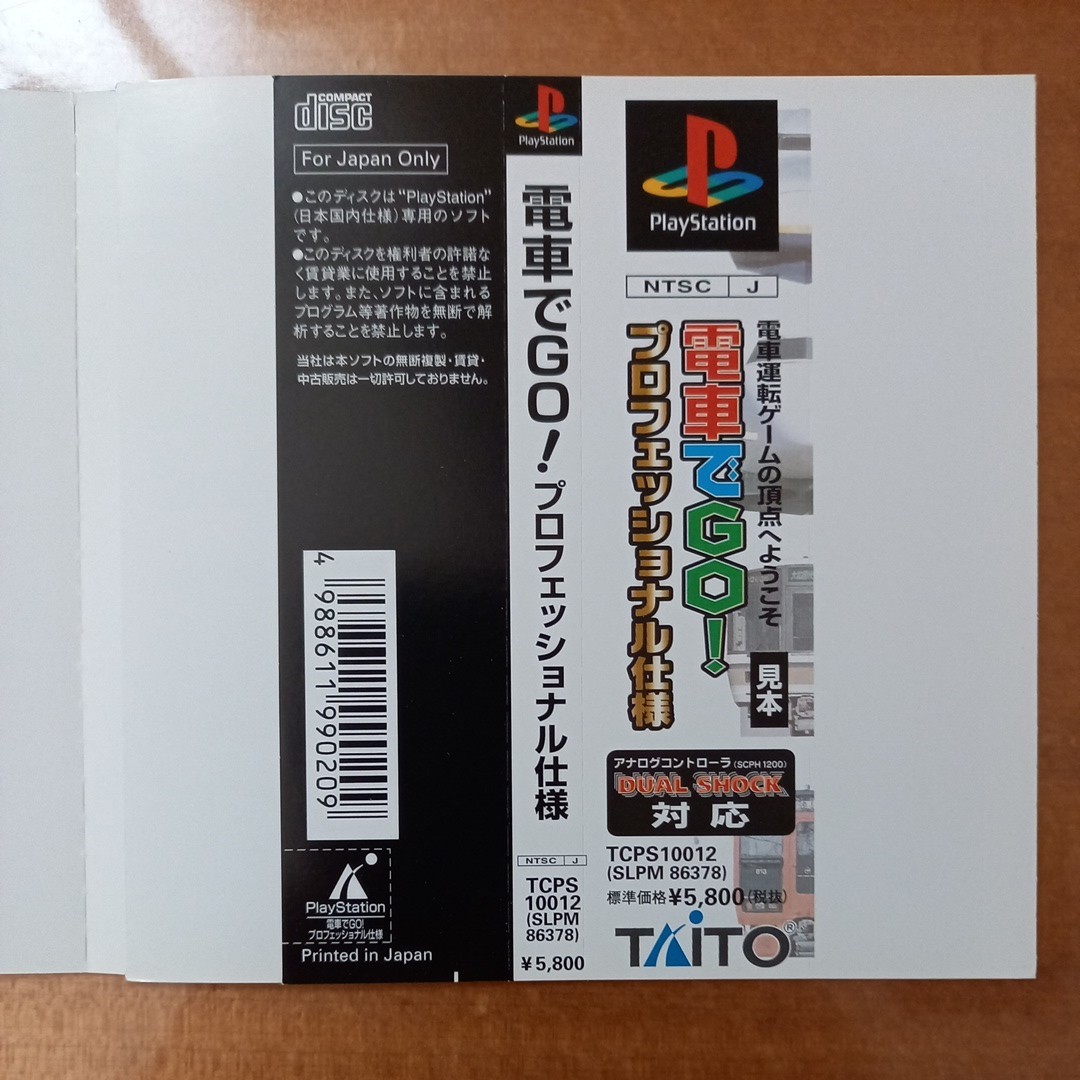 COMPACT
disc
For Japan Only
●このディスクは"PlayStation"
(日本国内仕様)専用のソフト
です。
●このディスクを権利者の許諾な
く賃貸業に使用することを禁止
します。また、ソフトに含まれる
プログラム等著作物を無断で解
析することを禁止します。
当社は本ソフトの無断複製・賃貸・
中古販売は一切許可しておりません。
4 988611 990209
PlayStation
電車でGO!
プロフェッショナル仕様
Printed in Japan
PlayStation
電車でGO!プロフェッショナル仕様
NTSC J
TCPS
10012
(SLPM
86378)
¥5,800
PlayStation
NTSC J
電車運転ゲームの頂点へようこそ
電車でGO!
プロフェッショナル仕様
見本
アナログコントローラ(SCPH1200)
DUAL SHOCK
対応
TCPS10012
(SLPM 86378)
標準価格¥5,800(税抜)
TAITO®